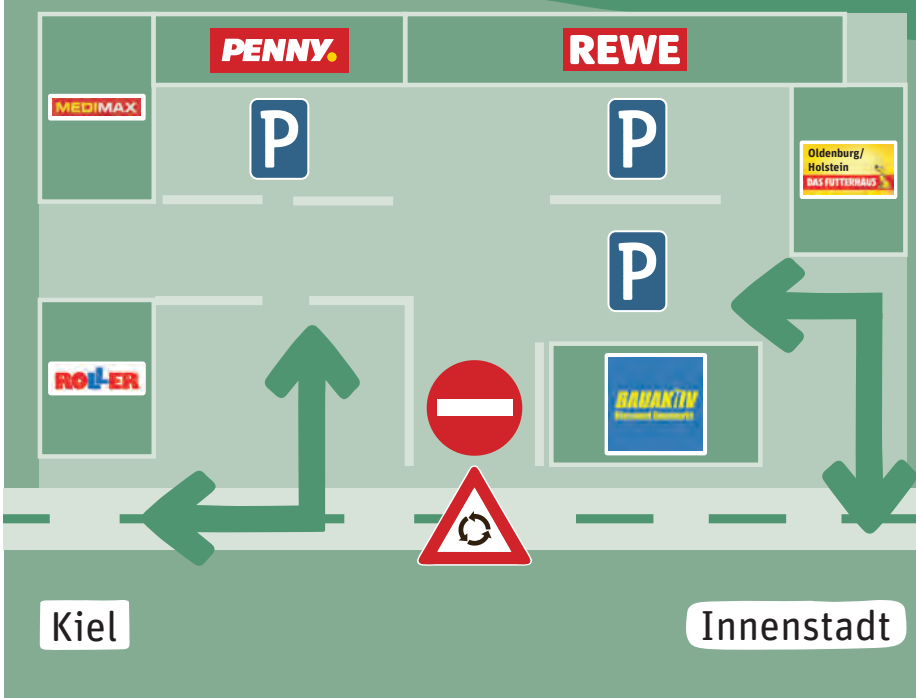 PENNY.
REWE
MEDIMAX
P
P
Oldenburg/
Holstein
DAS FUTTERHAUS
P
ROLLER
BAUAKTIV
Kiel
Innenstadt